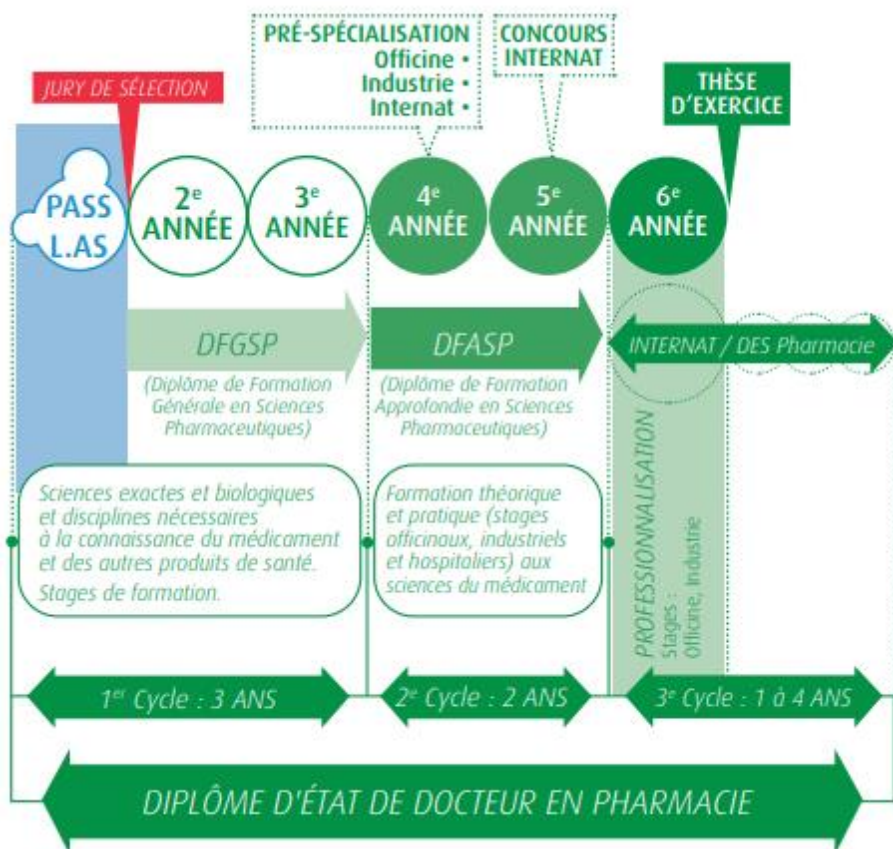 PRÉ-SPÉCIALISATION
Officine •
Industrie •
Internat •
CONCOURS
INTERNAT
JURY DE SÉLECTION
THÈSE
D'EXERCICE
PASS
L.AS
2e
ANNÉE
3e
ANNÉE
4e
ANNÉE
5e
ANNÉE
6e
ANNÉE
DFGSP
(Diplôme de Formation
Générale en Sciences
Pharmaceutiques)
DFASP
(Diplôme de Formation
Approfondie en Sciences
Pharmaceutiques)
INTERNAT / DES Pharmacie
Sciences exactes et biologiques
et disciplines nécessaires
à la connaissance du médicament
et des autres produits de santé.
Stages de formation.
Formation théorique
et pratique (stages
officinaux, industriels
et hospitaliers) aux
sciences du médicament
PROFESSIONNALISATION
Stages :
Officine, Industrie
1er Cycle : 3 ANS
2e Cycle : 2 ANS
3e Cycle : 1 à 4 ANS
DIPLÔME D'ÉTAT DE DOCTEUR EN PHARMACIE